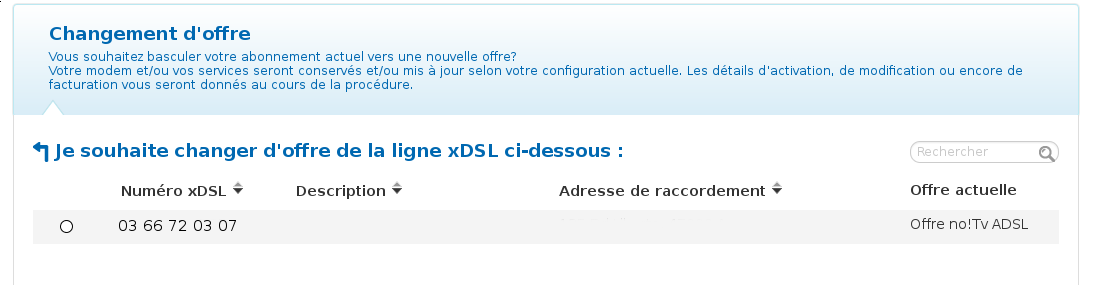 Changement d'offre
Vous souhaitez basculer votre abonnement actuel vers une nouvelle offre?
Votre modem et/ou vos services seront conservés et/ou mis à jour selon votre configuration actuelle. Les détails d'activation, de modification ou encore de
facturation vous seront donnés au cours de la procédure.
Je souhaite changer d'offre de la ligne xDSL ci-dessous :
Rechercher
Numéro xDSL Description Adresse de raccordement Offre actuelle
03 66 72 03 07 Offre no!Tv ADSL